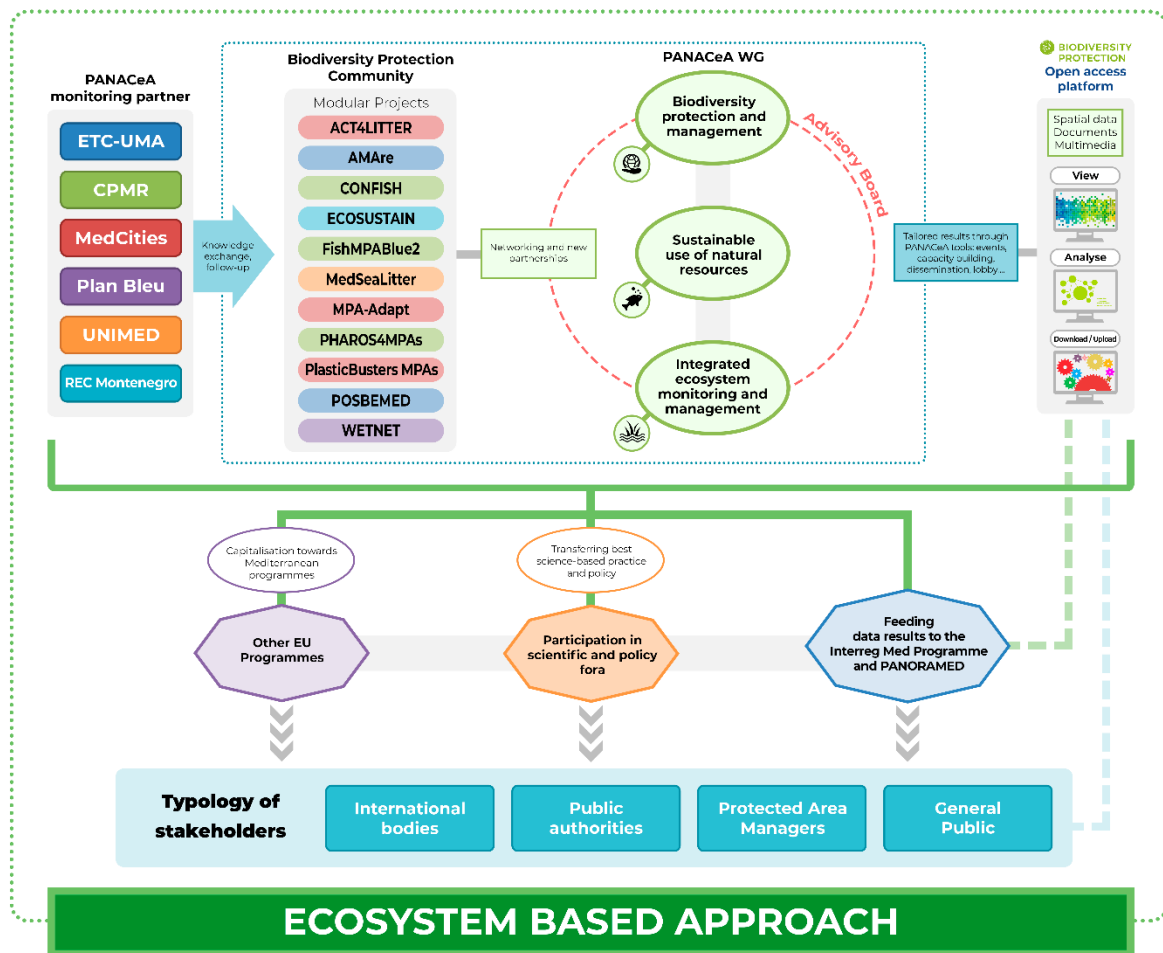 PANACeA
monitoring partner
ETC-UMA
CPMR
MedCities
Plan Bleu
UNIMED
REC Montenegro
Knowledge
exchange,
follow-up
Biodiversity Protection
Community
Modular Projects
ACT4LITTER
AMAre
CONFISH
ECOSUSTAIN
FishMPABlue2
MedSeaLitter
MPA-Adapt
PHAROS4MPAs
PlasticBusters MPAs
POSBEMED
WETNET
Networking and new
partnerships
PANACeA WG
Biodiversity
protection and
management
Sustainable
use of natural
resources
Integrated
ecosystem
monitoring and
management
Advisory Board
Tailored results through
PANACeA tools: events,
capacity building,
dissemination, lobby ...
BIODIVERSITY
PROTECTION
Open access
platform
Spatial data
Documents
Multimedia
View
Analyse
Download / Upload
Capitalisation towards
Mediterranean
programmes
Transferring best
science-based practice
and policy
Other EU
Programmes
Participation in
scientific and policy
fora
Feeding
data results to the
Interreg Med Programme
and PANORAMED
Typology of
stakeholders
International
bodies
Public
authorities
Protected Area
Managers
General
Public
ECOSYSTEM BASED APPROACH